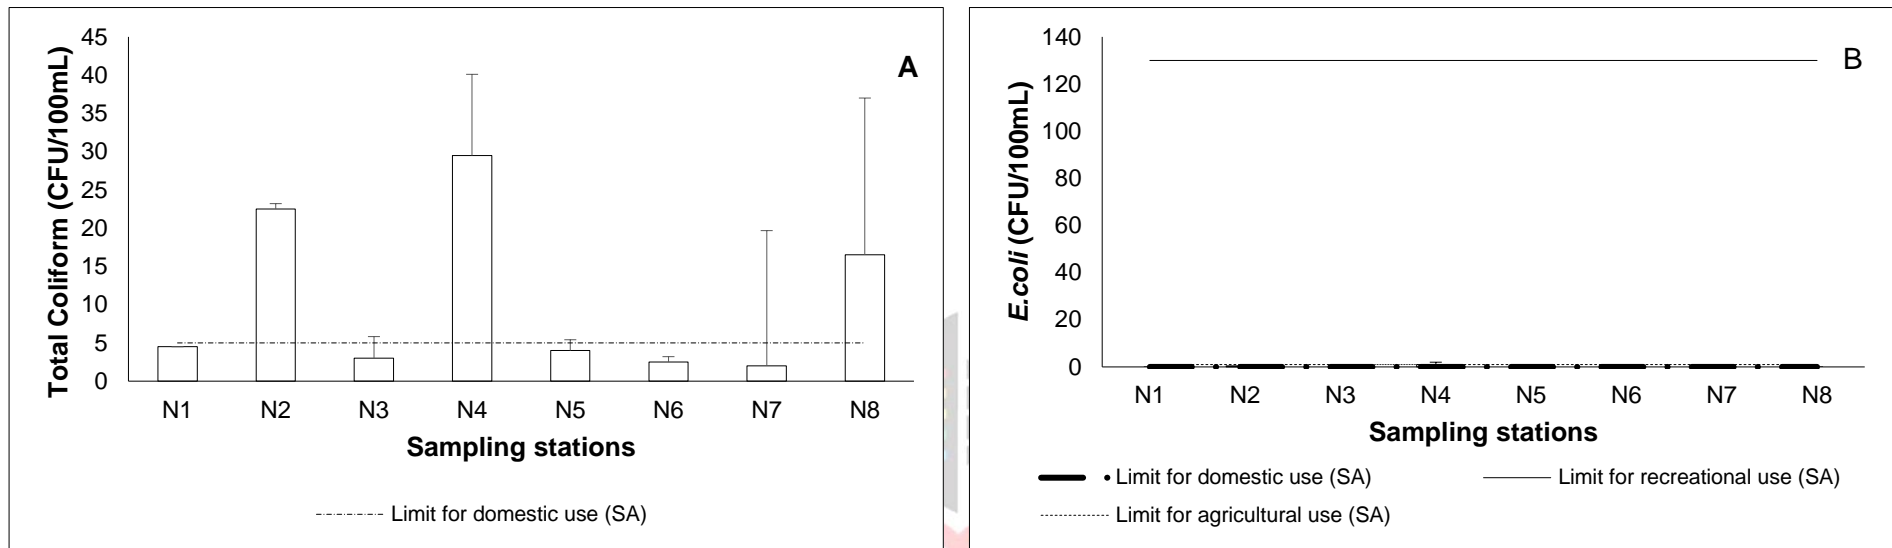 A
Total Coliform (CFU/100mL)
45
40
35
30
25
20
15
10
5
0
N1 N2 N3 N4 N5 N6 N7 N8
Sampling stations
Limit for domestic use (SA)
B
E.coli (CFU/100mL)
140
120
100
80
60
40
20
0
N1 N2 N3 N4 N5 N6 N7 N8
Sampling stations
Limit for domestic use (SA) Limit for recreational use (SA)
Limit for agricultural use (SA)